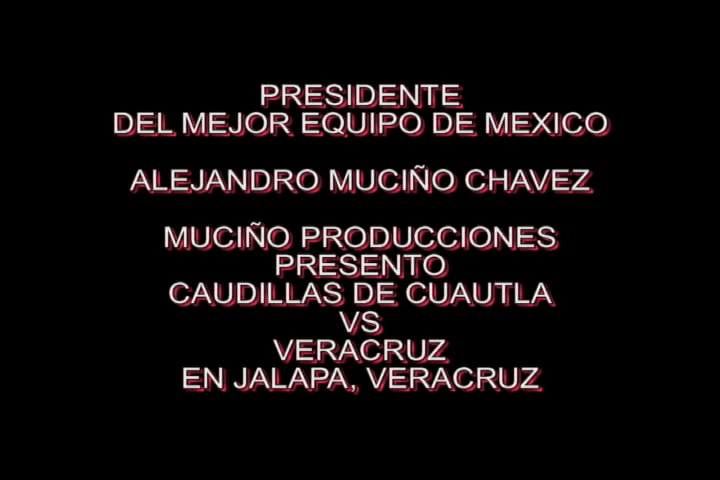 PRESIDENTE
DEL MEJOR EQUIPO DE MEXICO
ALEJANDRO MUCIÑO CHAVEZ
MUCIÑO PRODUCCIONES
PRESENTO
CAUDILLAS DE CUAUTLA
VS
VERACRUZ
EN JALAPA, VERACRUZ